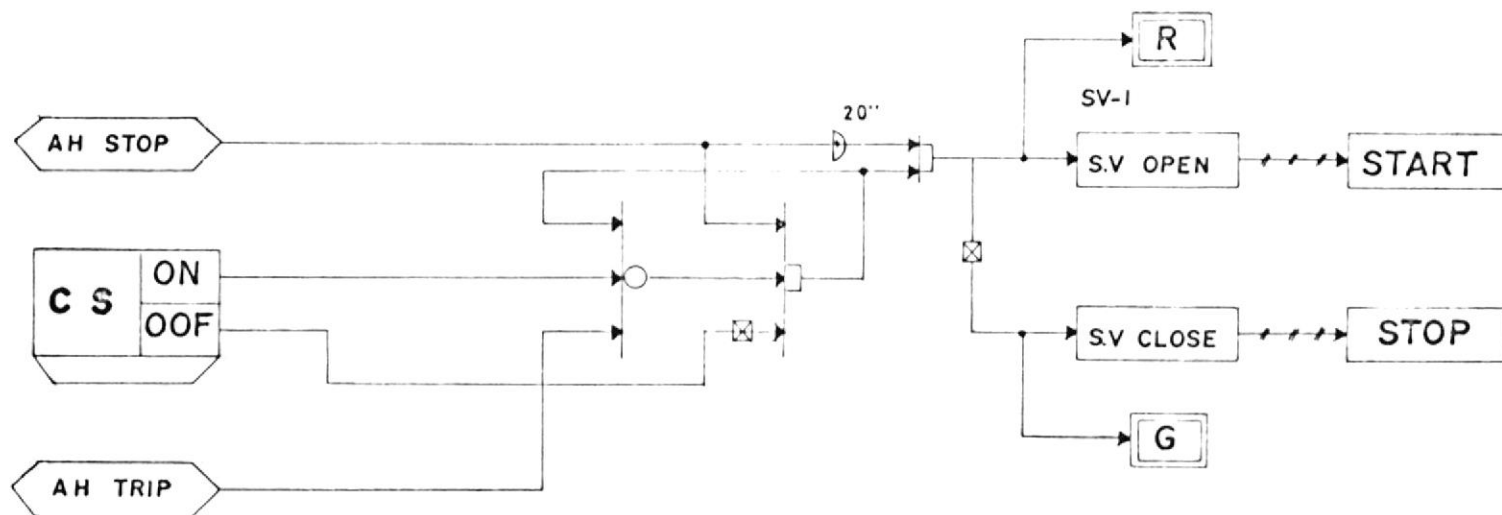 R
20''
SV-1
AH STOP
S.V OPEN
START
ON
C S
OOF
S.V CLOSE
STOP
G
AH TRIP